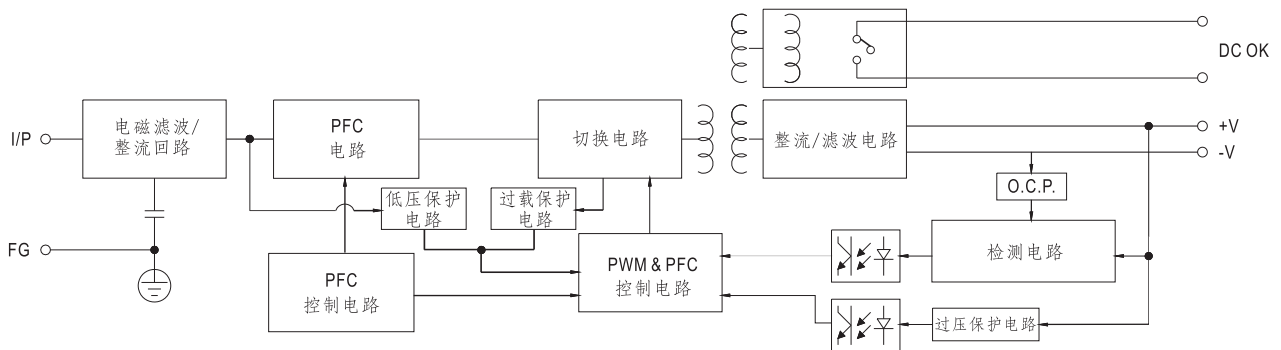 DC OK
I/P
电磁滤波/
整流回路
PFC
电路
切换电路
整流/滤波电路
+V
-V
低压保护
电路
过载保护
电路
O.C.P.
FG
PFC
控制电路
PWM & PFC
控制电路
检测电路
过压保护电路